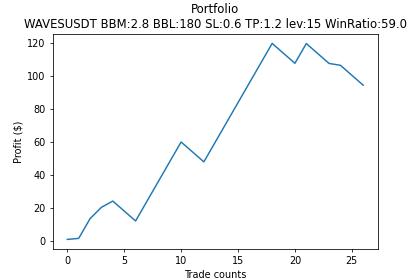 Portfolio
WAVESUSDT BBM:2.8 BBL:180 SL:0.6 TP:1.2 lev:15 WinRatio:59.0
120
100
80
60
40
20
0
Profit ($)
0 5 10 15 20 25
Trade counts